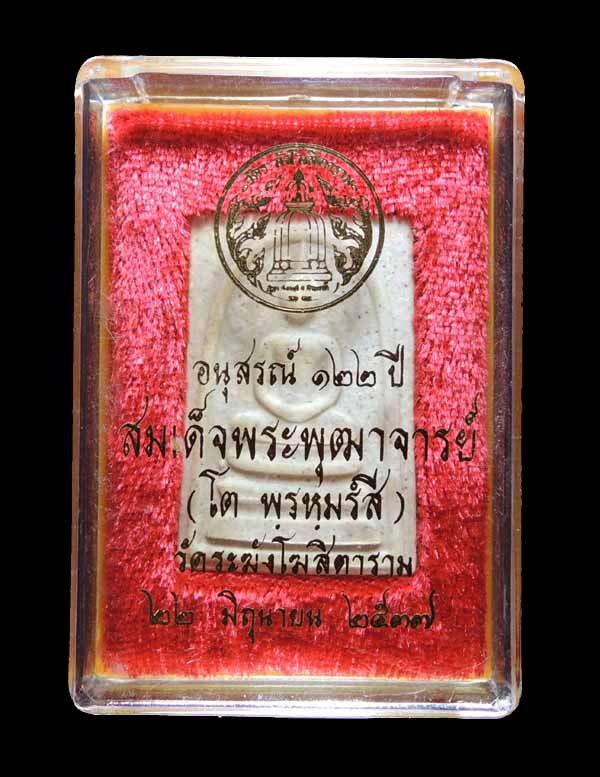 อนุสรณ์ ๑๒๒ ปี
สมเด็จพระพุฒาจารย์
(โต พฺรหฺมรํสี)
วัดระฆังโฆสิตาราม
๒๒ มิถุนายน ๒๕๓๗